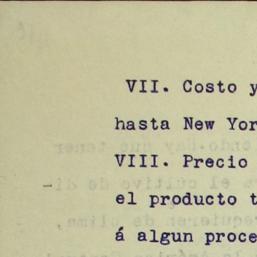 VII. Costo y
hasta New Yor
VIII. Precio
el producto t
á algun proce